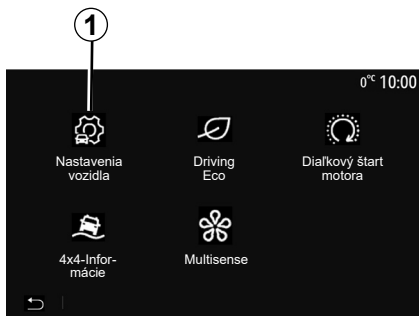 1
0°C 10:00
Nastavenia
vozidla
Driving
Eco
Diaľkový štart
motora
4x4-Infor-
mácie
Multisense